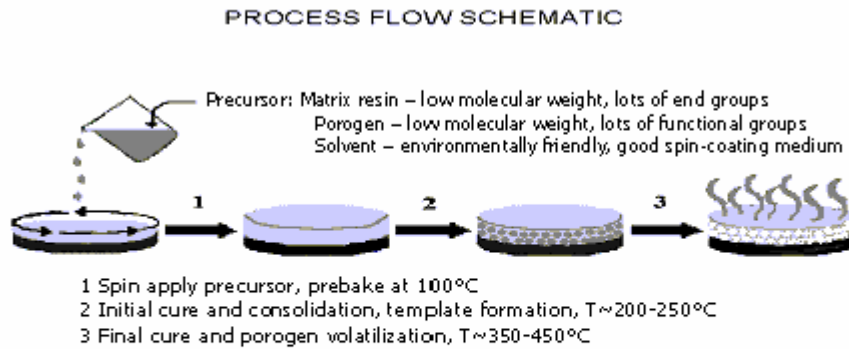 PROCESS FLOW SCHEMATIC
Precursor: Matrix resin – low molecular weight, lots of end groups
Porogen – low molecular weight, lots of functional groups
Solvent – environmentally friendly, good spin-coating medium
1 2 3
1 Spin apply precursor, prebake at 100°C
2 Initial cure and consolidation, template formation, T~200-250°C
3 Final cure and porogen volatilization, T~350-450°C